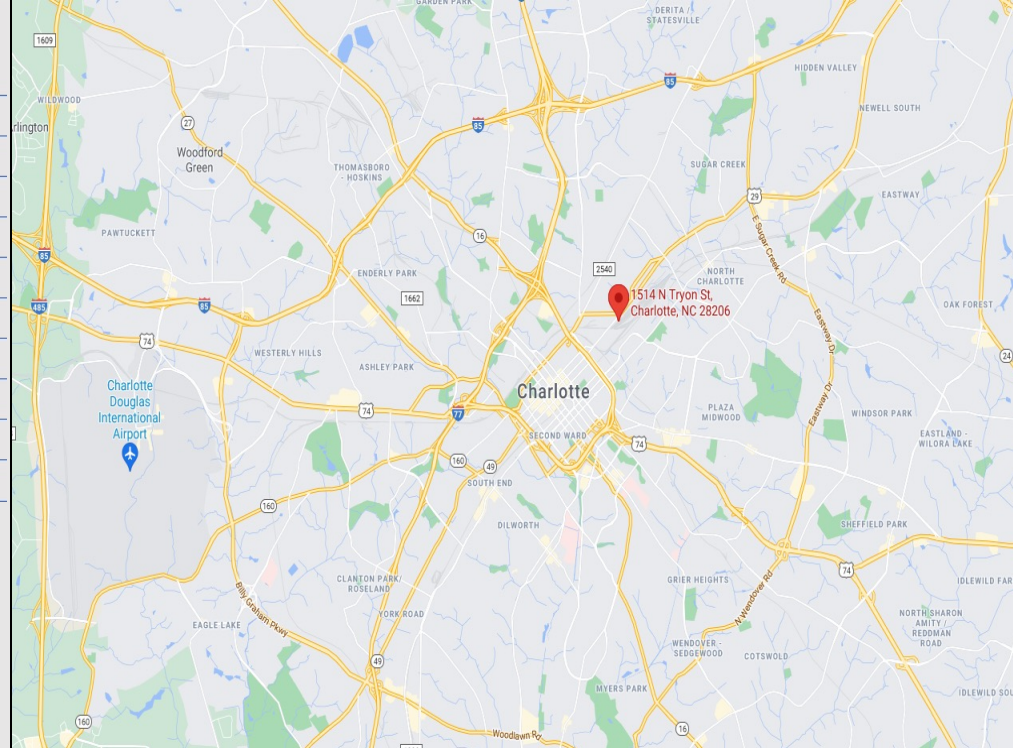 GARDEN PARK
DERITA /
STATESVILLE
1609
85
HIDDEN VALLEY
WILDWOOD
NEWELL SOUTH
rlington
27
85
Woodford
Green
THOMASBORO
- HOSKINS
SUGAR CREEK
29
EASTWAY
PAWTUCKETT
16
E Sugar Creek Rd
85
ENDERLY PARK
2540
NORTH
CHARLOTTE
1662
1514 N Tryon St,
Charlotte, NC 28206
485
85
OAK FOREST
74
Eastway Dr
WESTERLY HILLS
24
ASHLEY PARK
Charlotte
Douglas
International
Airport
Charlotte
Eastway Dr
74
77
PLAZA
MIDWOOD
WINDSOR PARK
SECOND WARD
74
EASTLAND -
WILORA LAKE
160
49
SOUTH END
160
DILWORTH
SHEFFIELD PARK
CLANTON PARK/
ROSELAND
GRIER HEIGHTS
74
IDLEWILD FAR
Billy Graham Pkwy
N Wendover Rd
YORK ROAD
EAGLE LAKE
NORTH SHARON
AMITY /
REDDMAN
ROAD
WENDOVER -
SEDGEWOOD
COTSWOLD
49
MYERS PARK
IDLEWILD SOU
160
16
Woodlawn Rd